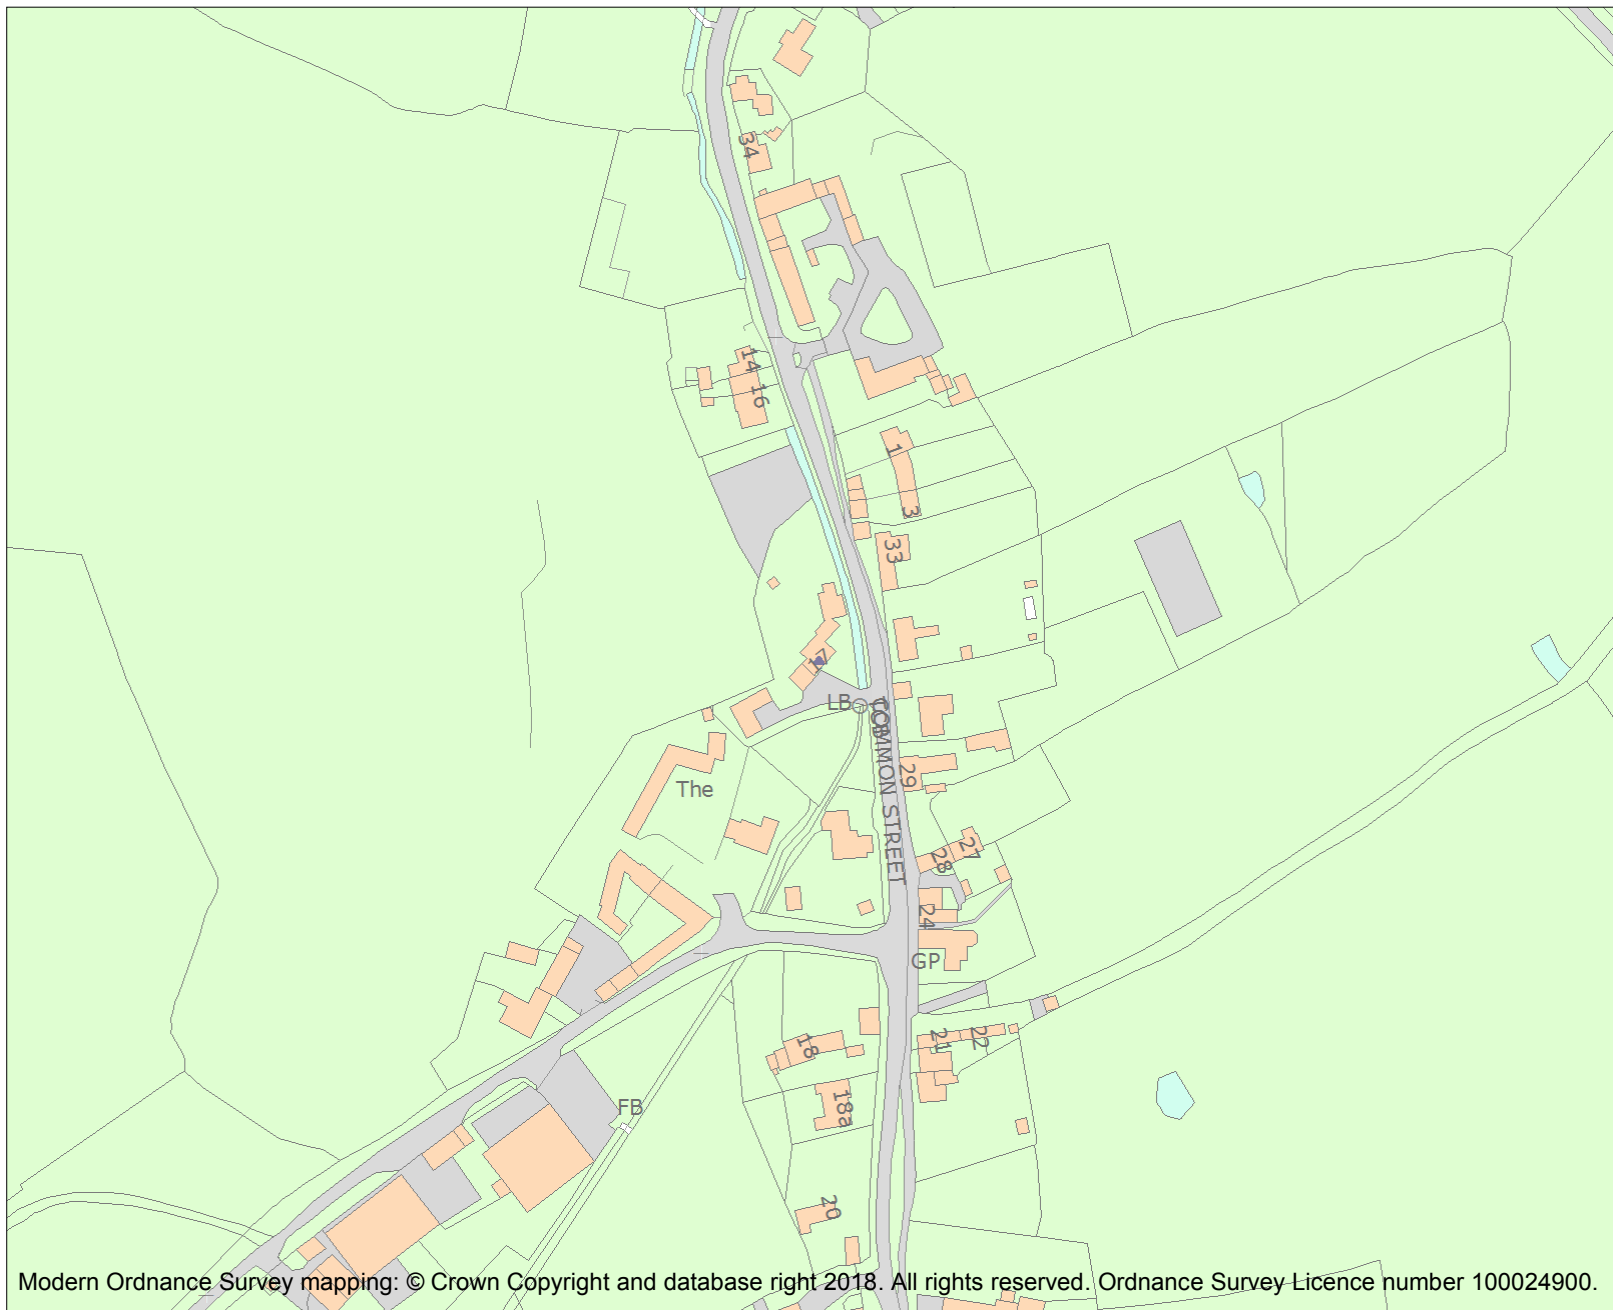 34
14
16
1
3
33
17
LB
TCB
COMMON STREET
29
The
28
27
24
GP
21
22
18
18a
FB
20
Modern Ordnance Survey mapping: © Crown Copyright and database right 2018. All rights reserved. Ordnance Survey Licence number 100024900.